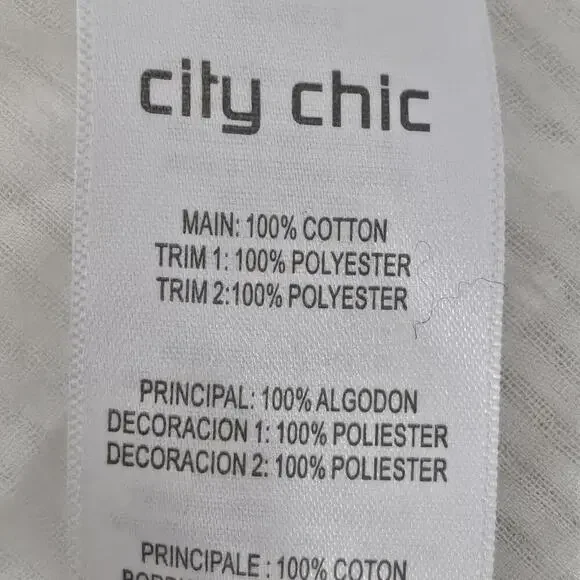 city chic
MAIN: 100% COTTON
TRIM 1: 100% POLYESTER
TRIM 2:100% POLYESTER
PRINCIPAL: 100% ALGODON
DECORACION 1: 100% POLIESTER
DECORACION 2: 100% POLIESTER
PRINCIPALE : 100% COTON